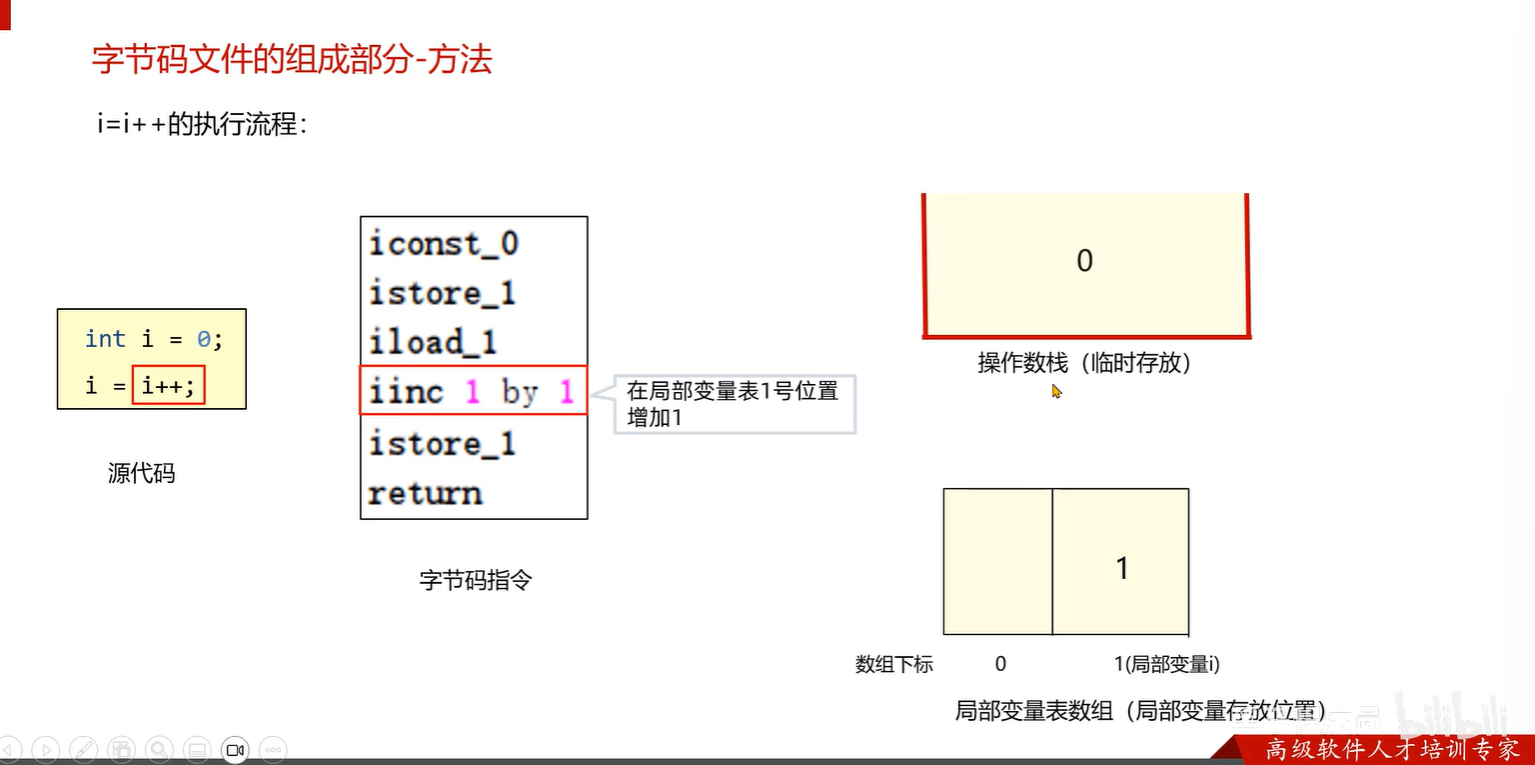 字节码文件的组成部分-方法
i=i++的执行流程：
int i = 0;
i = i++;
源代码
iconst_0
istore_1
iload_1
iinc 1 by 1
istore_1
return
字节码指令
在局部变量表1号位置
增加1
0
操作数栈（临时存放）
1
数组下标 0 1(局部变量i)
局部变量表数组（局部变量存放位置）
bilibili
高级软件人才培训专家